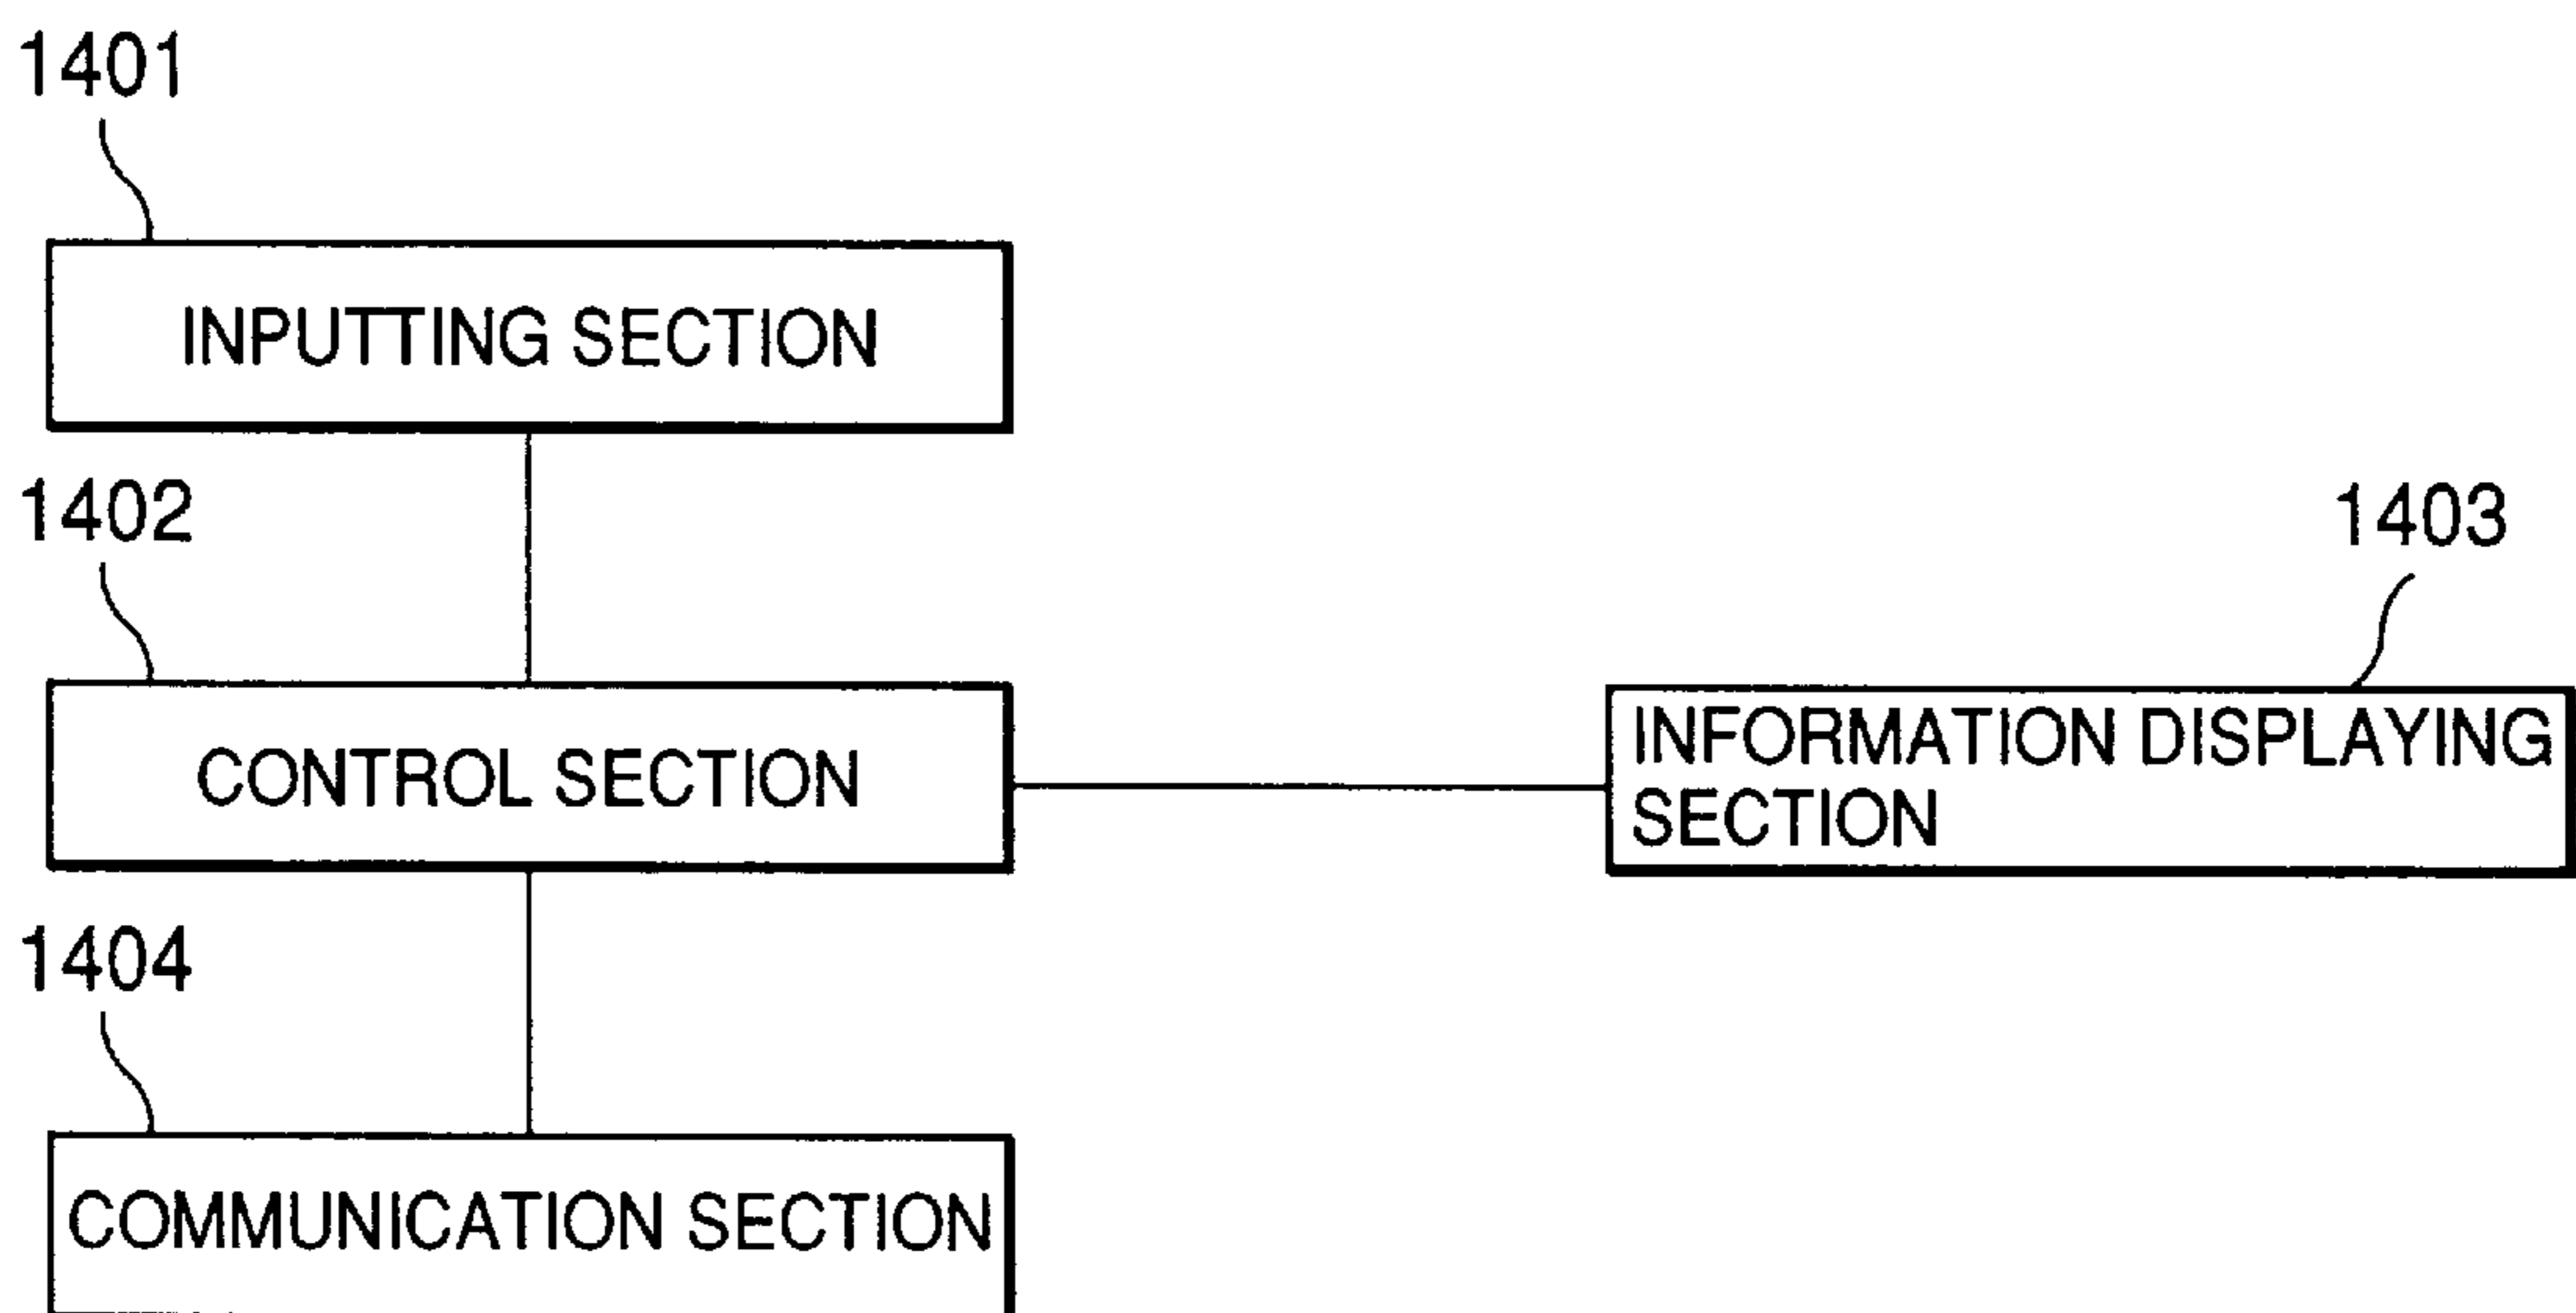 1401
INPUTTING SECTION
1402
CONTROL SECTION
1403
INFORMATION DISPLAYING
SECTION
1404
COMMUNICATION SECTION